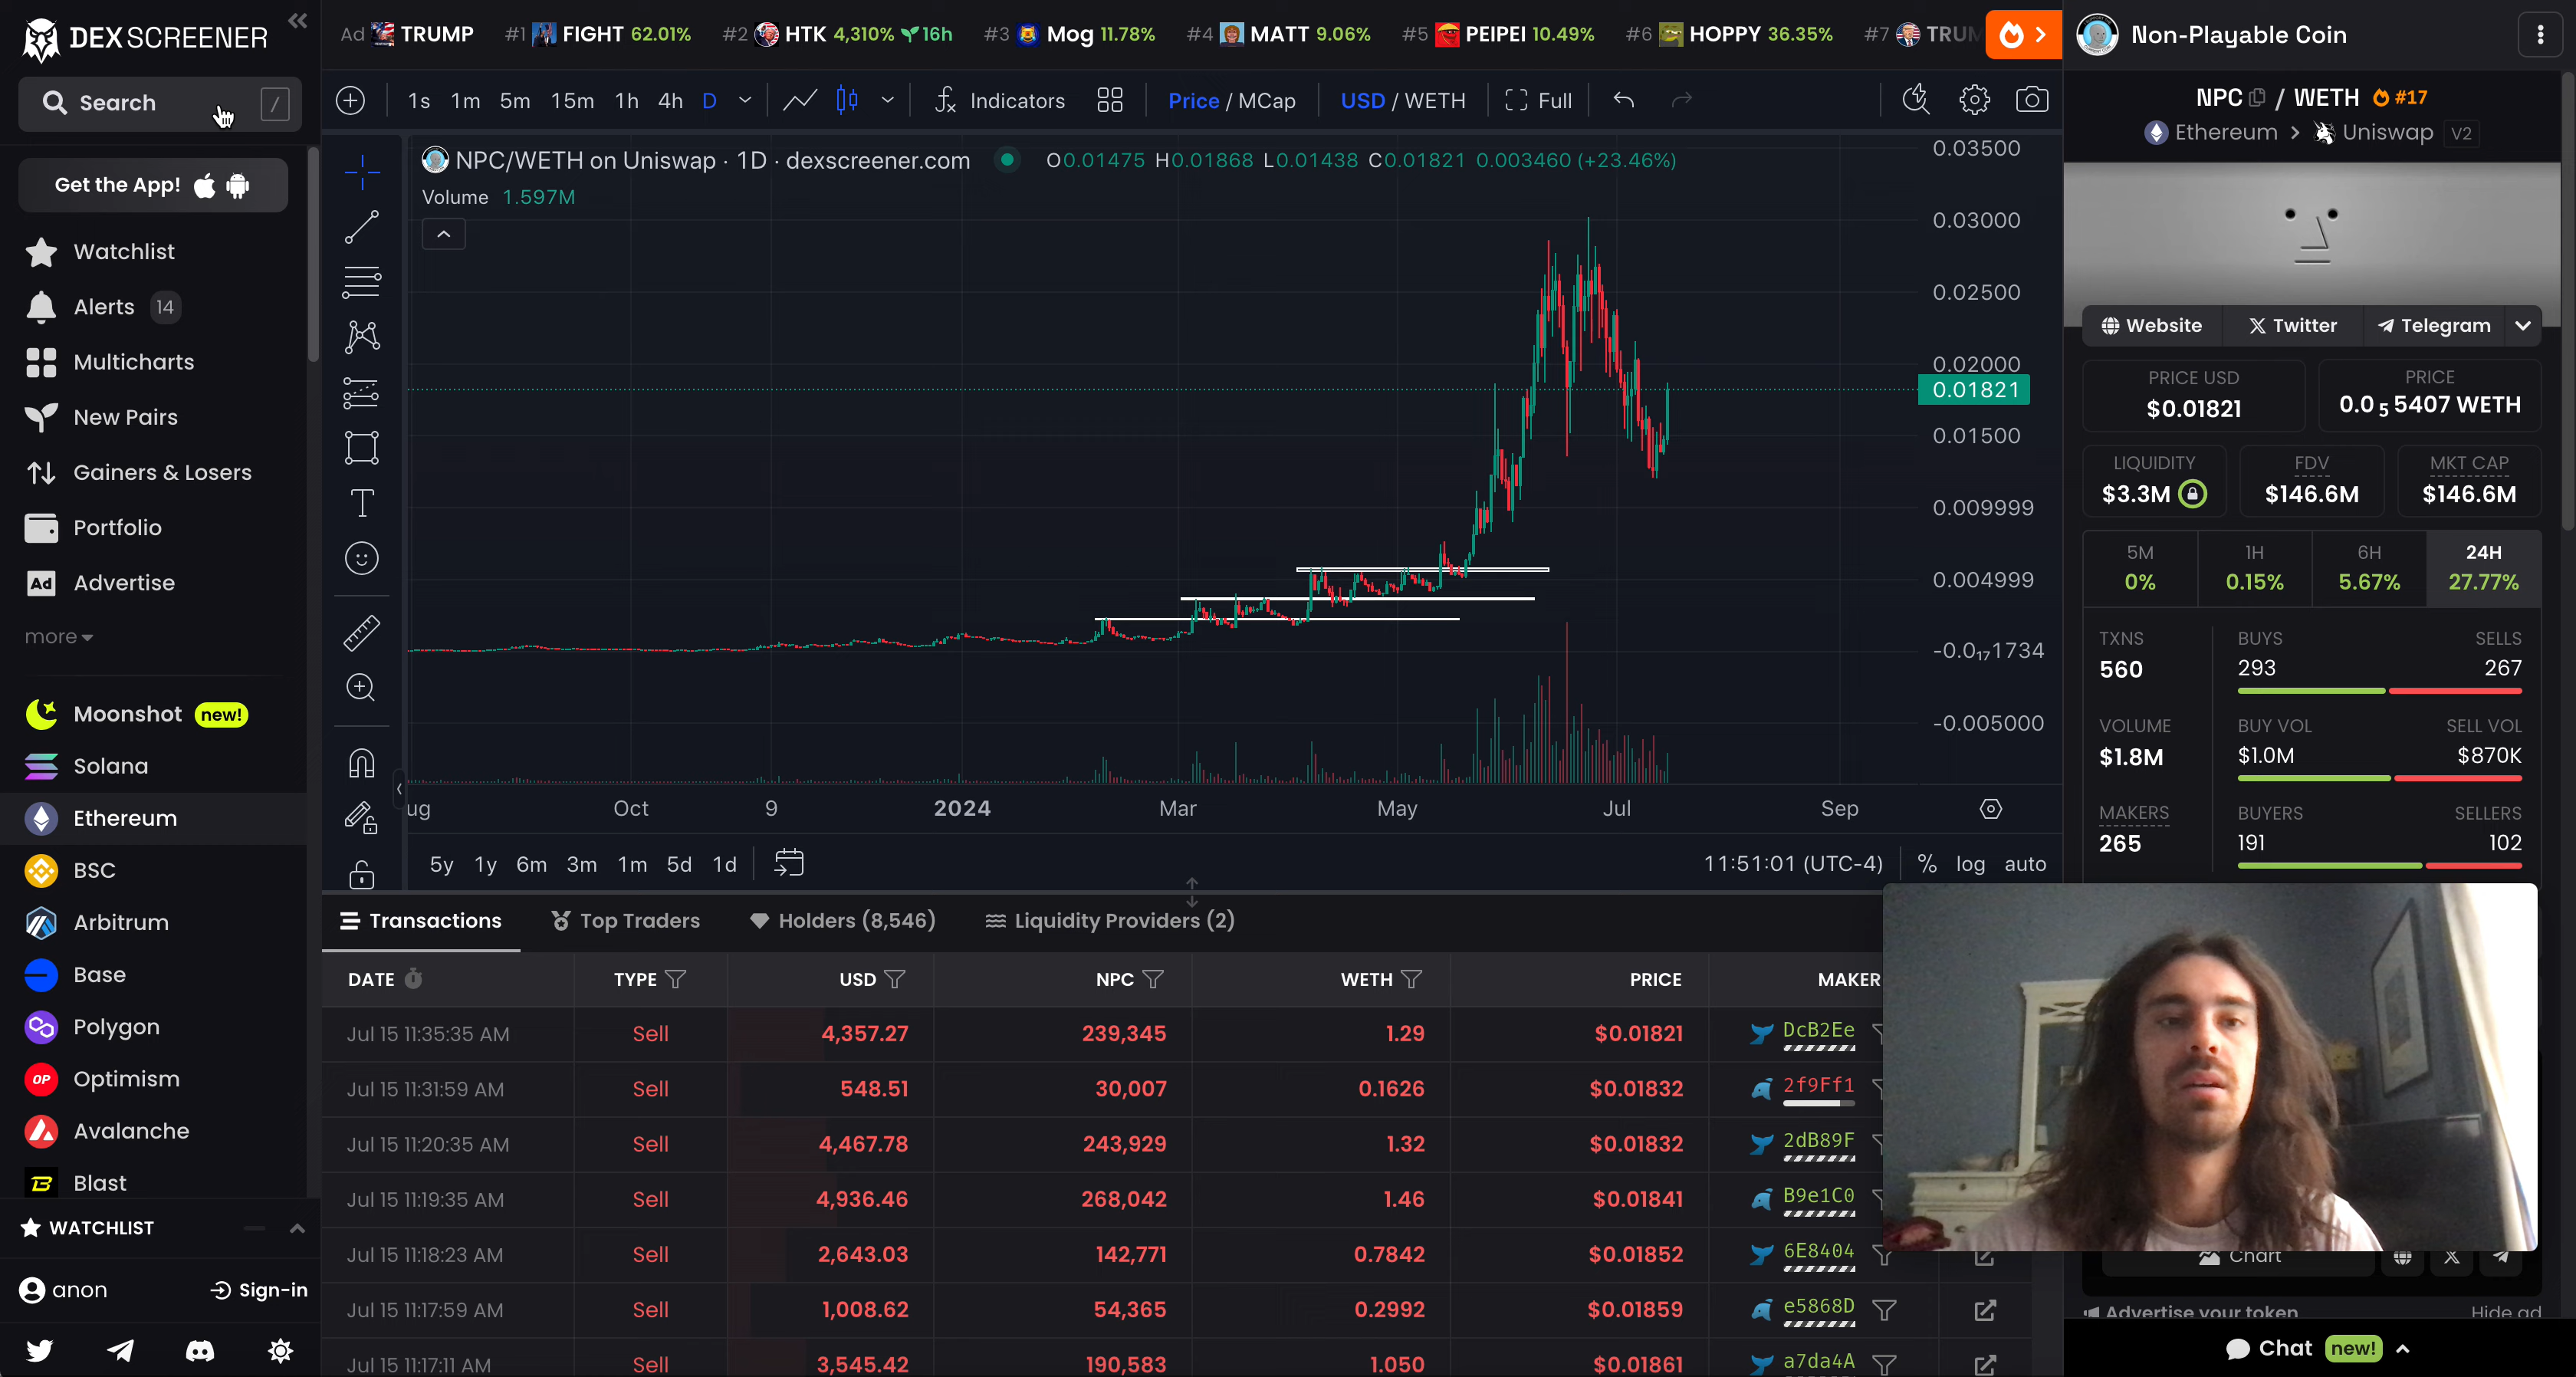 DEX SCREENER
Search /
Get the App!
Watchlist
Alerts 14
Multicharts
New Pairs
Gainers & Losers
Portfolio
Ad Advertise
more
Moonshot new!
Solana
Ethereum
BSC
Arbitrum
Base
Polygon
OP Optimism
Avalanche
Blast
WATCHLIST
anon Sign-in
Ad TRUMP #1 FIGHT 62.01% #2 HTK 4,310% 16h #3 Mog 11.78% #4 MATT 9.06% #5 PEIPEI 10.49% #6 HOPPY 36.35% #7
1s 1m 5m 15m 1h 4h D Indicators Price / MCap USD / WETH Full
NPC/WETH on Uniswap · 1D · dexscreener.com O0.01475 H0.01868 L0.01438 C0.01821 0.003460 (+23.46%)
Volume 1.597M
0.03500
0.03000
0.02500
0.02000
0.01821
0.01500
0.009999
0.004999
-0.0₁₇1734
-0.005000
ug Oct 9 2024 Mar May Jul Sep
5y 1y 6m 3m 1m 5d 1d 11:51:01 (UTC-4) % log auto
Transactions Top Traders Holders (8,546) Liquidity Providers (2)
DATE TYPE USD NPC WETH PRICE MAKER
Jul 15 11:35:35 AM Sell 4,357.27 239,345 1.29 $0.01821 DcB2Ee
Jul 15 11:31:59 AM Sell 548.51 30,007 0.1626 $0.01832 2f9Ff1
Jul 15 11:20:35 AM Sell 4,467.78 243,929 1.32 $0.01832 2dB89F
Jul 15 11:19:35 AM Sell 4,936.46 268,042 1.46 $0.01841 B9e1C0
Jul 15 11:18:23 AM Sell 2,643.03 142,771 0.7842 $0.01852 6E8404
Jul 15 11:17:59 AM Sell 1,008.62 54,365 0.2992 $0.01859 e5868D
Jul 15 11:17:11 AM Sell 3,545.42 190,583 1.050 $0.01861 a7da4A
Non-Playable Coin
NPC / WETH #17
Ethereum > Uniswap V2
Website Twitter Telegram
PRICE USD PRICE
$0.01821 0.0₅5407 WETH
LIQUIDITY FDV MKT CAP
$3.3M $146.6M $146.6M
5M 1H 6H 24H
0% 0.15% 5.67% 27.77%
TXNS BUYS SELLS
560 293 267
VOLUME BUY VOL SELL VOL
$1.8M $1.0M $870K
MAKERS BUYERS SELLERS
265 191 102
Chart
Advertise your token Hide ad
Chat new!